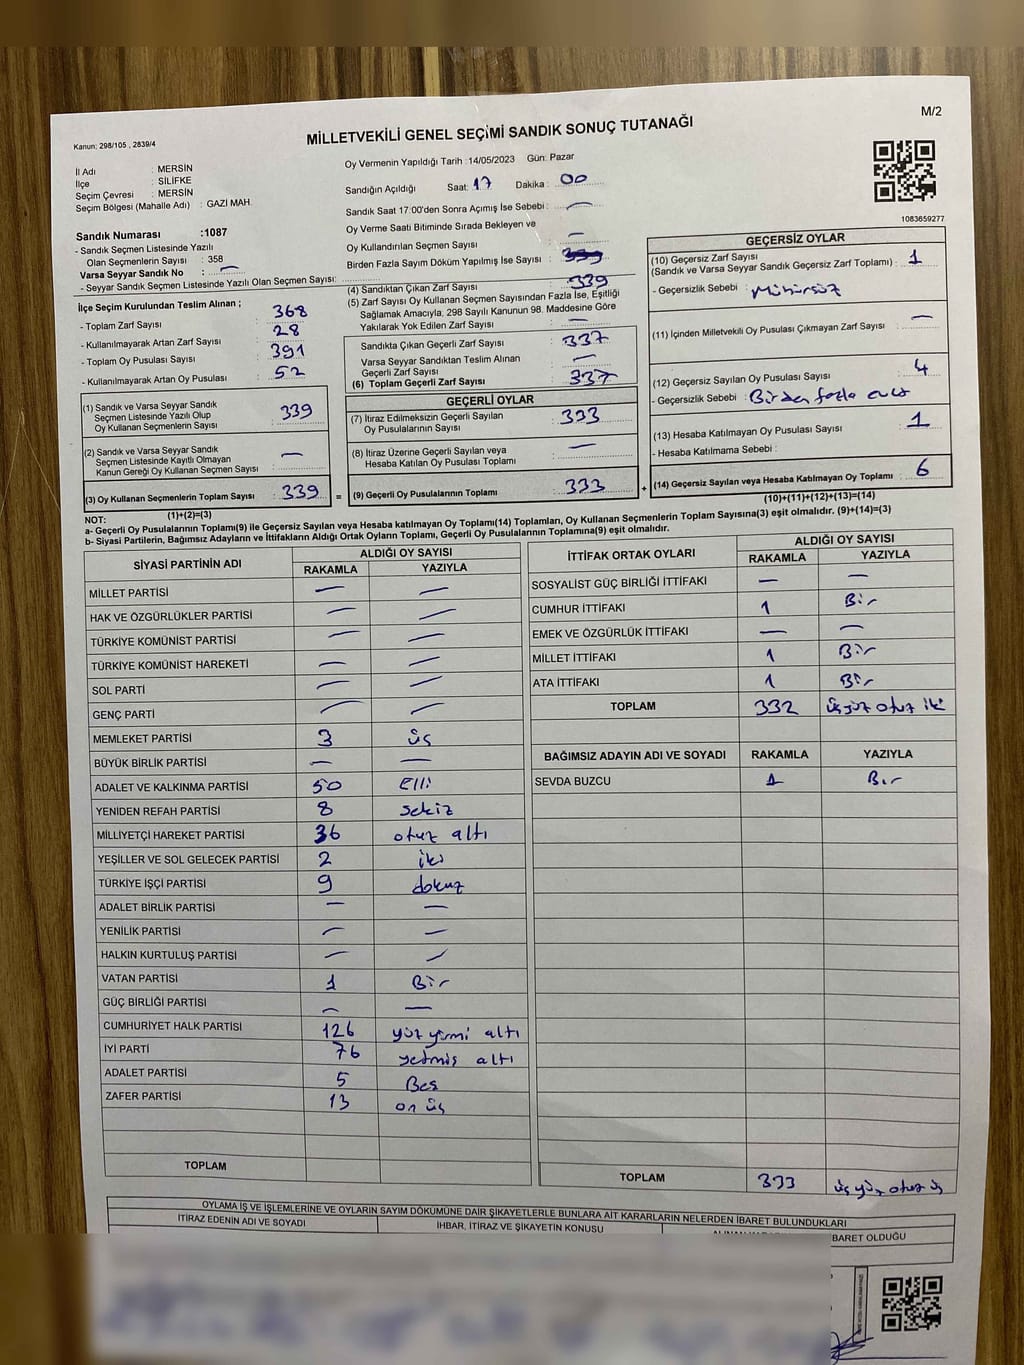 M/2
Kanun: 298/105 , 2839/4
MİLLETVEKİLİ GENEL SEÇİMİ SANDIK SONUÇ TUTANAĞI
İl Adı : MERSİN
İlçe : SİLİFKE
Seçim Çevresi : MERSİN
Seçim Bölgesi (Mahalle Adı) : GAZİ MAH.
Sandık Numarası :1087
- Sandık Seçmen Listesinde Yazılı
Olan Seçmenlerin Sayısı : 358
Varsa Seyyar Sandık No : —
- Seyyar Sandık Seçmen Listesinde Yazılı Olan Seçmen Sayısı:
Oy Vermenin Yapıldığı Tarih :14/05/2023 Gün: Pazar
Sandığın Açıldığı Saat: 17 Dakika : 00
Sandık Saat 17:00'den Sonra Açımış İse Sebebi : —
Oy Verme Saati Bitiminde Sırada Bekleyen ve
Oy Kullandırılan Seçmen Sayısı —
Birden Fazla Sayım Döküm Yapılmış İse Sayısı : 339
1083659277
İlçe Seçim Kurulundan Teslim Alınan ;
- Toplam Zarf Sayısı : 368
- Kullanılmayarak Artan Zarf Sayısı : 28
- Toplam Oy Pusulası Sayısı : 391
- Kullanılmayarak Artan Oy Pusulası : 52
(1) Sandık ve Varsa Seyyar Sandık
Seçmen Listesinde Yazılı Olup
Oy Kullanan Seçmenlerin Sayısı : 339
(2) Sandık ve Varsa Seyyar Sandık
Seçmen Listesinde Kayıtlı Olmayan
Kanun Gereği Oy Kullanan Seçmen Sayısı : —
(3) Oy Kullanan Seçmenlerin Toplam Sayısı : 339 =
(1)+(2)=(3)
(4) Sandıktan Çıkan Zarf Sayısı : 339
(5) Zarf Sayısı Oy Kullanan Seçmen Sayısından Fazla İse, Eşitliği
Sağlamak Amacıyla, 298 Sayılı Kanunun 98. Maddesine Göre
Yakılarak Yok Edilen Zarf Sayısı : —
Sandıkta Çıkan Geçerli Zarf Sayısı : 337
Varsa Seyyar Sandıktan Teslim Alınan
Geçerli Zarf Sayısı : —
(6) Toplam Geçerli Zarf Sayısı : 337
GEÇERLİ OYLAR
(7) İtiraz Edilmeksizin Geçerli Sayılan
Oy Pusulalarının Sayısı : 333
(8) İtiraz Üzerine Geçerli Sayılan veya
Hesaba Katılan Oy Pusulası Toplamı : —
(9) Geçerli Oy Pusulalarının Toplamı : 333 +
GEÇERSİZ OYLAR
(10) Geçersiz Zarf Sayısı : 1
(Sandık ve Varsa Seyyar Sandık Geçersiz Zarf Toplamı)
- Geçersizlik Sebebi : Mühürsüz
(11) İçinden Milletvekili Oy Pusulası Çıkmayan Zarf Sayısı : —
(12) Geçersiz Sayılan Oy Pusulası Sayısı : 4
- Geçersizlik Sebebi : Birden fazla
(13) Hesaba Katılmayan Oy Pusulası Sayısı : 1
- Hesaba Katılmama Sebebi :
(14) Geçersiz Sayılan veya Hesaba Katılmayan Oy Toplamı : 6
(10)+(11)+(12)+(13)=(14)
NOT:
a- Geçerli Oy Pusulalarının Toplamı(9) ile Geçersiz Sayılan veya Hesaba katılmayan Oy Toplamı(14) Toplamları, Oy Kullanan Seçmenlerin Toplam Sayısına(3) eşit olmalıdır. (9)+(14)=(3)
b- Siyasi Partilerin, Bağımsız Adayların ve İttifakların Aldığı Ortak Oyların Toplamı, Geçerli Oy Pusulalarının Toplamına(9) eşit olmalıdır.
SİYASİ PARTİNİN ADI ALDIĞI OY SAYISI
RAKAMLA YAZIYLA
MİLLET PARTİSİ — —
HAK VE ÖZGÜRLÜKLER PARTİSİ — —
TÜRKİYE KOMÜNİST PARTİSİ — —
TÜRKİYE KOMÜNİST HAREKETİ — —
SOL PARTİ — —
GENÇ PARTİ — —
MEMLEKET PARTİSİ 3 üç
BÜYÜK BİRLİK PARTİSİ — —
ADALET VE KALKINMA PARTİSİ 50 Elli
YENİDEN REFAH PARTİSİ 8 sekiz
MİLLİYETÇİ HAREKET PARTİSİ 36 otuz altı
YEŞİLLER VE SOL GELECEK PARTİSİ 2 iki
TÜRKİYE İŞÇİ PARTİSİ 9 dokuz
ADALET BİRLİK PARTİSİ — —
YENİLİK PARTİSİ — —
HALKIN KURTULUŞ PARTİSİ — —
VATAN PARTİSİ 1 Bir
GÜÇ BİRLİĞİ PARTİSİ — —
CUMHURİYET HALK PARTİSİ 126 yüz yirmi altı
İYİ PARTİ 76 yetmiş altı
ADALET PARTİSİ 5 Beş
ZAFER PARTİSİ 13 on üç
TOPLAM
İTTİFAK ORTAK OYLARI ALDIĞI OY SAYISI
RAKAMLA YAZIYLA
SOSYALİST GÜÇ BİRLİĞİ İTTİFAKI — —
CUMHUR İTTİFAKI 1 Bir
EMEK VE ÖZGÜRLÜK İTTİFAKI — —
MİLLET İTTİFAKI 1 Bir
ATA İTTİFAKI 1 Bir
TOPLAM 332 üçyüz otuz iki
BAĞIMSIZ ADAYIN ADI VE SOYADI RAKAMLA YAZIYLA
SEVDA BUZCU 1 Bir
TOPLAM 333 üç yüz otuz üç
OYLAMA İŞ VE İŞLEMLERİNE VE OYLARIN SAYIM DÖKÜMÜNE DAİR ŞİKAYETLERLE BUNLARA AİT KARARLARIN NELERDEN İBARET BULUNDUKLARI
İTİRAZ EDENİN ADI VE SOYADI İHBAR, İTİRAZ VE ŞİKAYETİN KONUSU BARET OLDUĞU